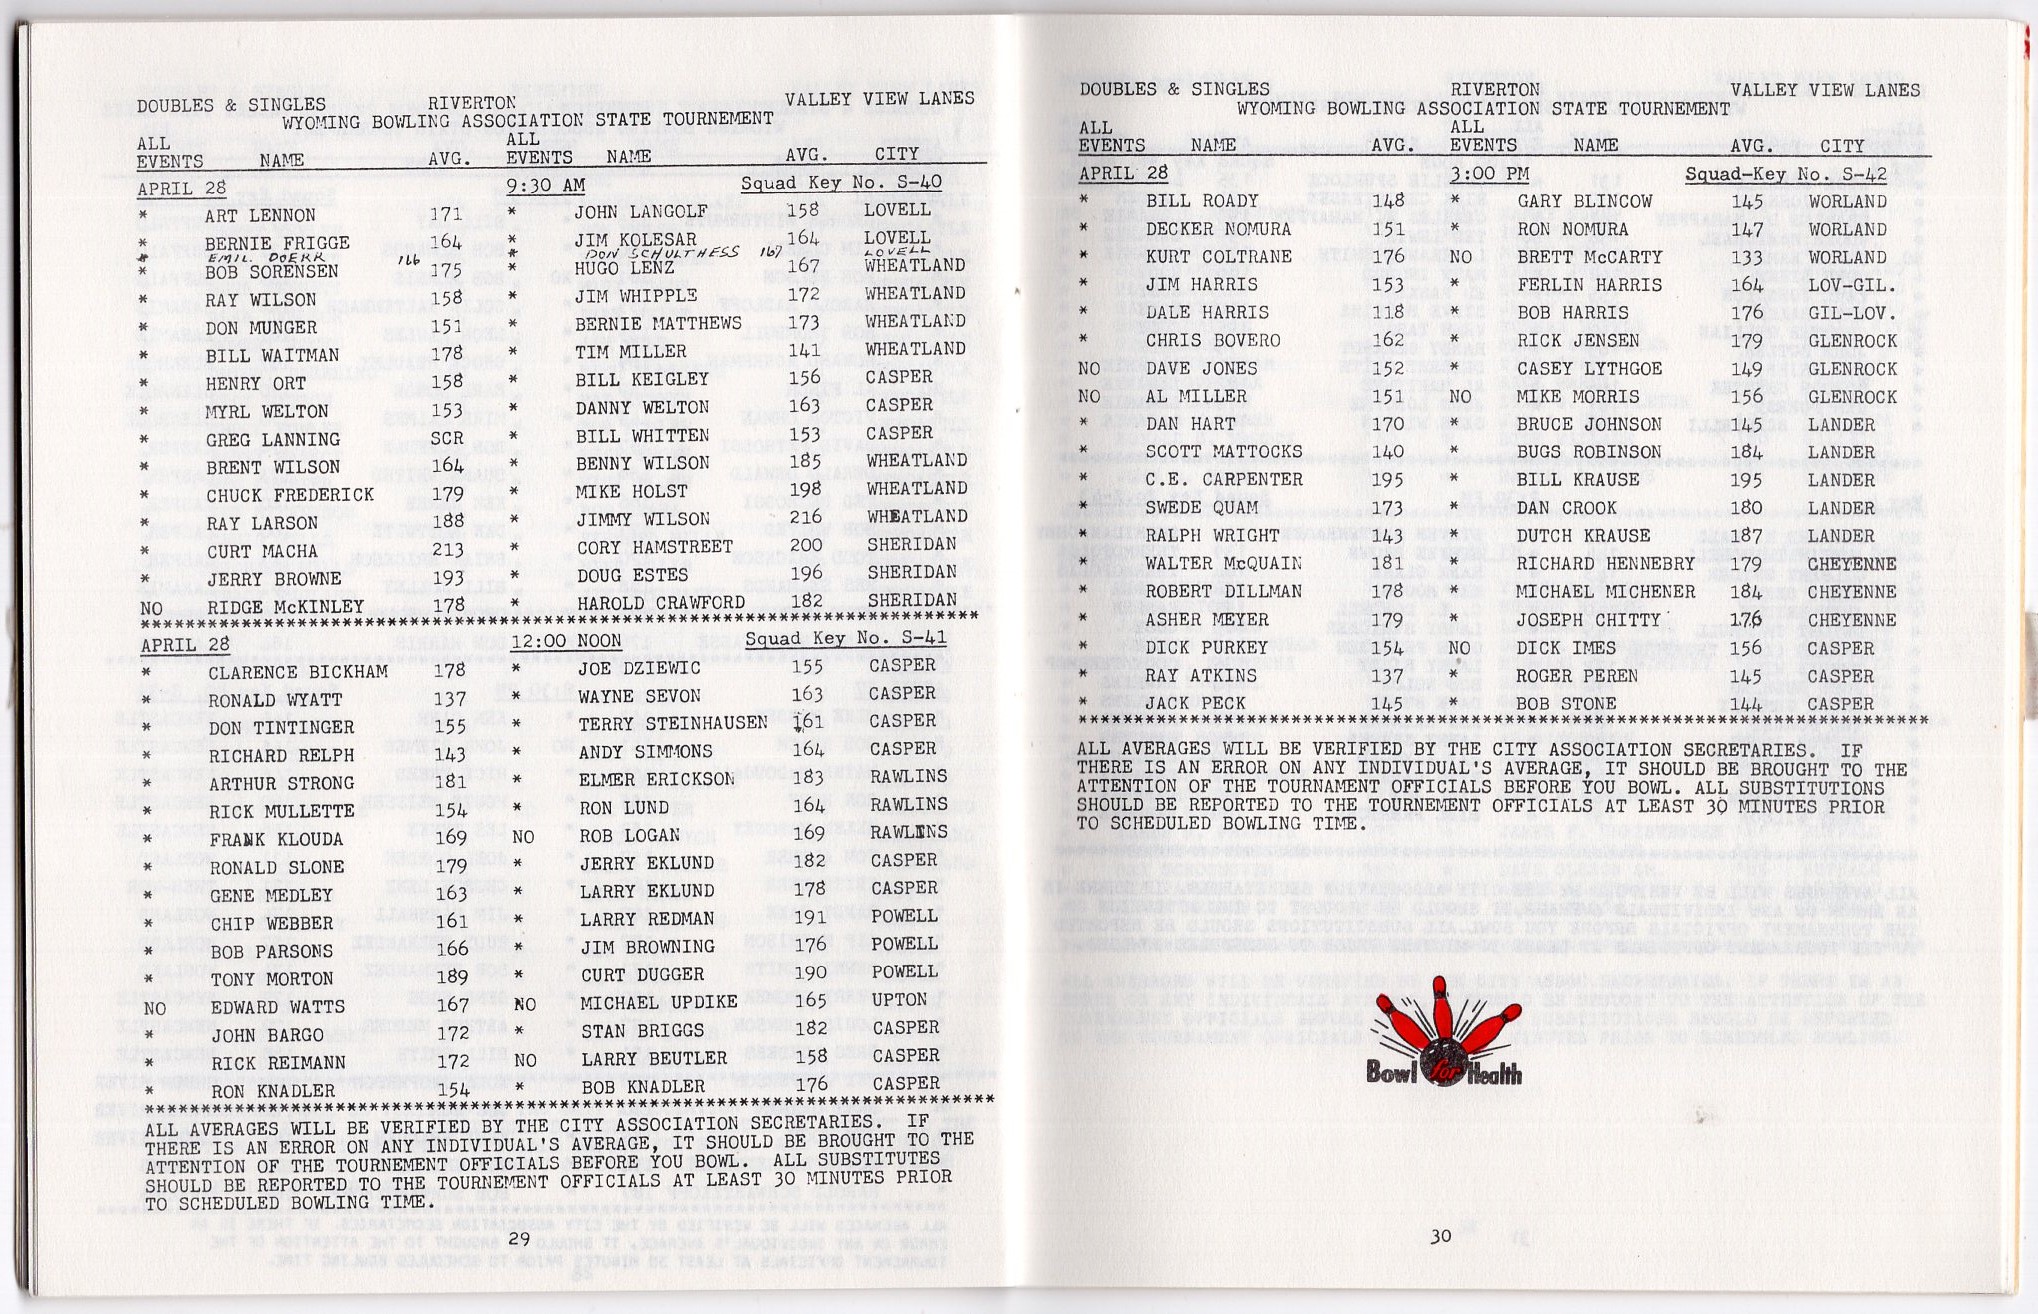 DOUBLES & SINGLES RIVERTON VALLEY VIEW LANES
WYOMING BOWLING ASSOCIATION STATE TOURNEMENT
ALL ALL
EVENTS NAME AVG. EVENTS NAME AVG. CITY
APRIL 28 9:30 AM Squad Key No. S-40
* ART LENNON 171 * JOHN LANGOLF 158 LOVELL
* BERNIE FRIGGE 164 * JIM KOLESAR 164 LOVELL
* EMIL DOERR 166 * DON SCHULTHESS 167 LOVELL
* BOB SORENSEN 175 * HUGO LENZ 167 WHEATLAND
* RAY WILSON 158 * JIM WHIPPLE 172 WHEATLAND
* DON MUNGER 151 * BERNIE MATTHEWS 173 WHEATLAND
* BILL WAITMAN 178 * TIM MILLER 141 WHEATLAND
* HENRY ORT 158 * BILL KEIGLEY 156 CASPER
* MYRL WELTON 153 * DANNY WELTON 163 CASPER
* GREG LANNING SCR * BILL WHITTEN 153 CASPER
* BRENT WILSON 164 * BENNY WILSON 185 WHEATLAND
* CHUCK FREDERICK 179 * MIKE HOLST 198 WHEATLAND
* RAY LARSON 188 * JIMMY WILSON 216 WHEATLAND
* CURT MACHA 213 * CORY HAMSTREET 200 SHERIDAN
* JERRY BROWNE 193 * DOUG ESTES 196 SHERIDAN
NO RIDGE McKINLEY 178 * HAROLD CRAWFORD 182 SHERIDAN
***************************************************************************
APRIL 28 12:00 NOON Squad Key No. S-41
* CLARENCE BICKHAM 178 * JOE DZIEWIC 155 CASPER
* RONALD WYATT 137 * WAYNE SEVON 163 CASPER
* DON TINTINGER 155 * TERRY STEINHAUSEN 161 CASPER
* RICHARD RELPH 143 * ANDY SIMMONS 164 CASPER
* ARTHUR STRONG 181 * ELMER ERICKSON 183 RAWLINS
* RICK MULLETTE 154 * RON LUND 164 RAWLINS
* FRANK KLOUDA 169 NO ROB LOGAN 169 RAWLINS
* RONALD SLONE 179 * JERRY EKLUND 182 CASPER
* GENE MEDLEY 163 * LARRY EKLUND 178 CASPER
* CHIP WEBBER 161 * LARRY REDMAN 191 POWELL
* BOB PARSONS 166 * JIM BROWNING 176 POWELL
* TONY MORTON 189 * CURT DUGGER 190 POWELL
NO EDWARD WATTS 167 NO MICHAEL UPDIKE 165 UPTON
* JOHN BARGO 172 * STAN BRIGGS 182 CASPER
* RICK REIMANN 172 NO LARRY BEUTLER 158 CASPER
* RON KNADLER 154 * BOB KNADLER 176 CASPER
****************************************************************************
ALL AVERAGES WILL BE VERIFIED BY THE CITY ASSOCIATION SECRETARIES. IF
THERE IS AN ERROR ON ANY INDIVIDUAL'S AVERAGE, IT SHOULD BE BROUGHT TO THE
ATTENTION OF THE TOURNEMENT OFFICIALS BEFORE YOU BOWL. ALL SUBSTITUTES
SHOULD BE REPORTED TO THE TOURNEMENT OFFICIALS AT LEAST 30 MINUTES PRIOR
TO SCHEDULED BOWLING TIME.
29
DOUBLES & SINGLES RIVERTON VALLEY VIEW LANES
WYOMING BOWLING ASSOCIATION STATE TOURNEMENT
ALL ALL
EVENTS NAME AVG. EVENTS NAME AVG. CITY
APRIL 28 3:00 PM Squad-Key No. S-42
* BILL ROADY 148 * GARY BLINCOW 145 WORLAND
* DECKER NOMURA 151 * RON NOMURA 147 WORLAND
* KURT COLTRANE 176 NO BRETT McCARTY 133 WORLAND
* JIM HARRIS 153 * FERLIN HARRIS 164 LOV-GIL.
* DALE HARRIS 118 * BOB HARRIS 176 GIL-LOV.
* CHRIS BOVERO 162 * RICK JENSEN 179 GLENROCK
NO DAVE JONES 152 * CASEY LYTHGOE 149 GLENROCK
NO AL MILLER 151 NO MIKE MORRIS 156 GLENROCK
* DAN HART 170 * BRUCE JOHNSON 145 LANDER
* SCOTT MATTOCKS 140 * BUGS ROBINSON 184 LANDER
* C.E. CARPENTER 195 * BILL KRAUSE 195 LANDER
* SWEDE QUAM 173 * DAN CROOK 180 LANDER
* RALPH WRIGHT 143 * DUTCH KRAUSE 187 LANDER
* WALTER McQUAIN 181 * RICHARD HENNEBRY 179 CHEYENNE
* ROBERT DILLMAN 178 * MICHAEL MICHENER 184 CHEYENNE
* ASHER MEYER 179 * JOSEPH CHITTY 176 CHEYENNE
* DICK PURKEY 154 NO DICK IMES 156 CASPER
* RAY ATKINS 137 * ROGER PEREN 145 CASPER
* JACK PECK 145 * BOB STONE 144 CASPER
****************************************************************************
ALL AVERAGES WILL BE VERIFIED BY THE CITY ASSOCIATION SECRETARIES. IF
THERE IS AN ERROR ON ANY INDIVIDUAL'S AVERAGE, IT SHOULD BE BROUGHT TO THE
ATTENTION OF THE TOURNAMENT OFFICIALS BEFORE YOU BOWL. ALL SUBSTITUTIONS
SHOULD BE REPORTED TO THE TOURNEMENT OFFICIALS AT LEAST 30 MINUTES PRIOR
TO SCHEDULED BOWLING TIME.
Bowl for Health
30